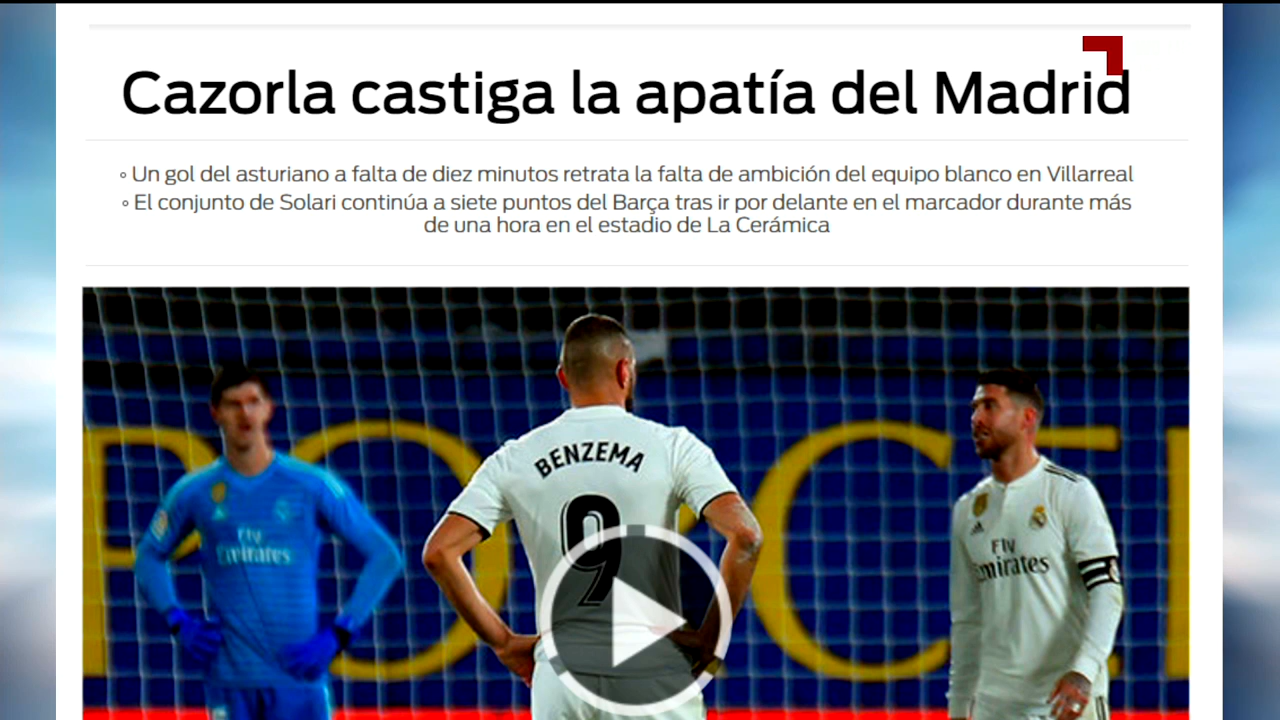 Cazorla castiga la apatía del Madrid
◦ Un gol del asturiano a falta de diez minutos retrata la falta de ambición del equipo blanco en Villarreal
◦ El conjunto de Solari continúa a siete puntos del Barça tras ir por delante en el marcador durante más
de una hora en el estadio de La Cerámica
BENZEMA
9
Fly
Emirates
Fly
Emirates